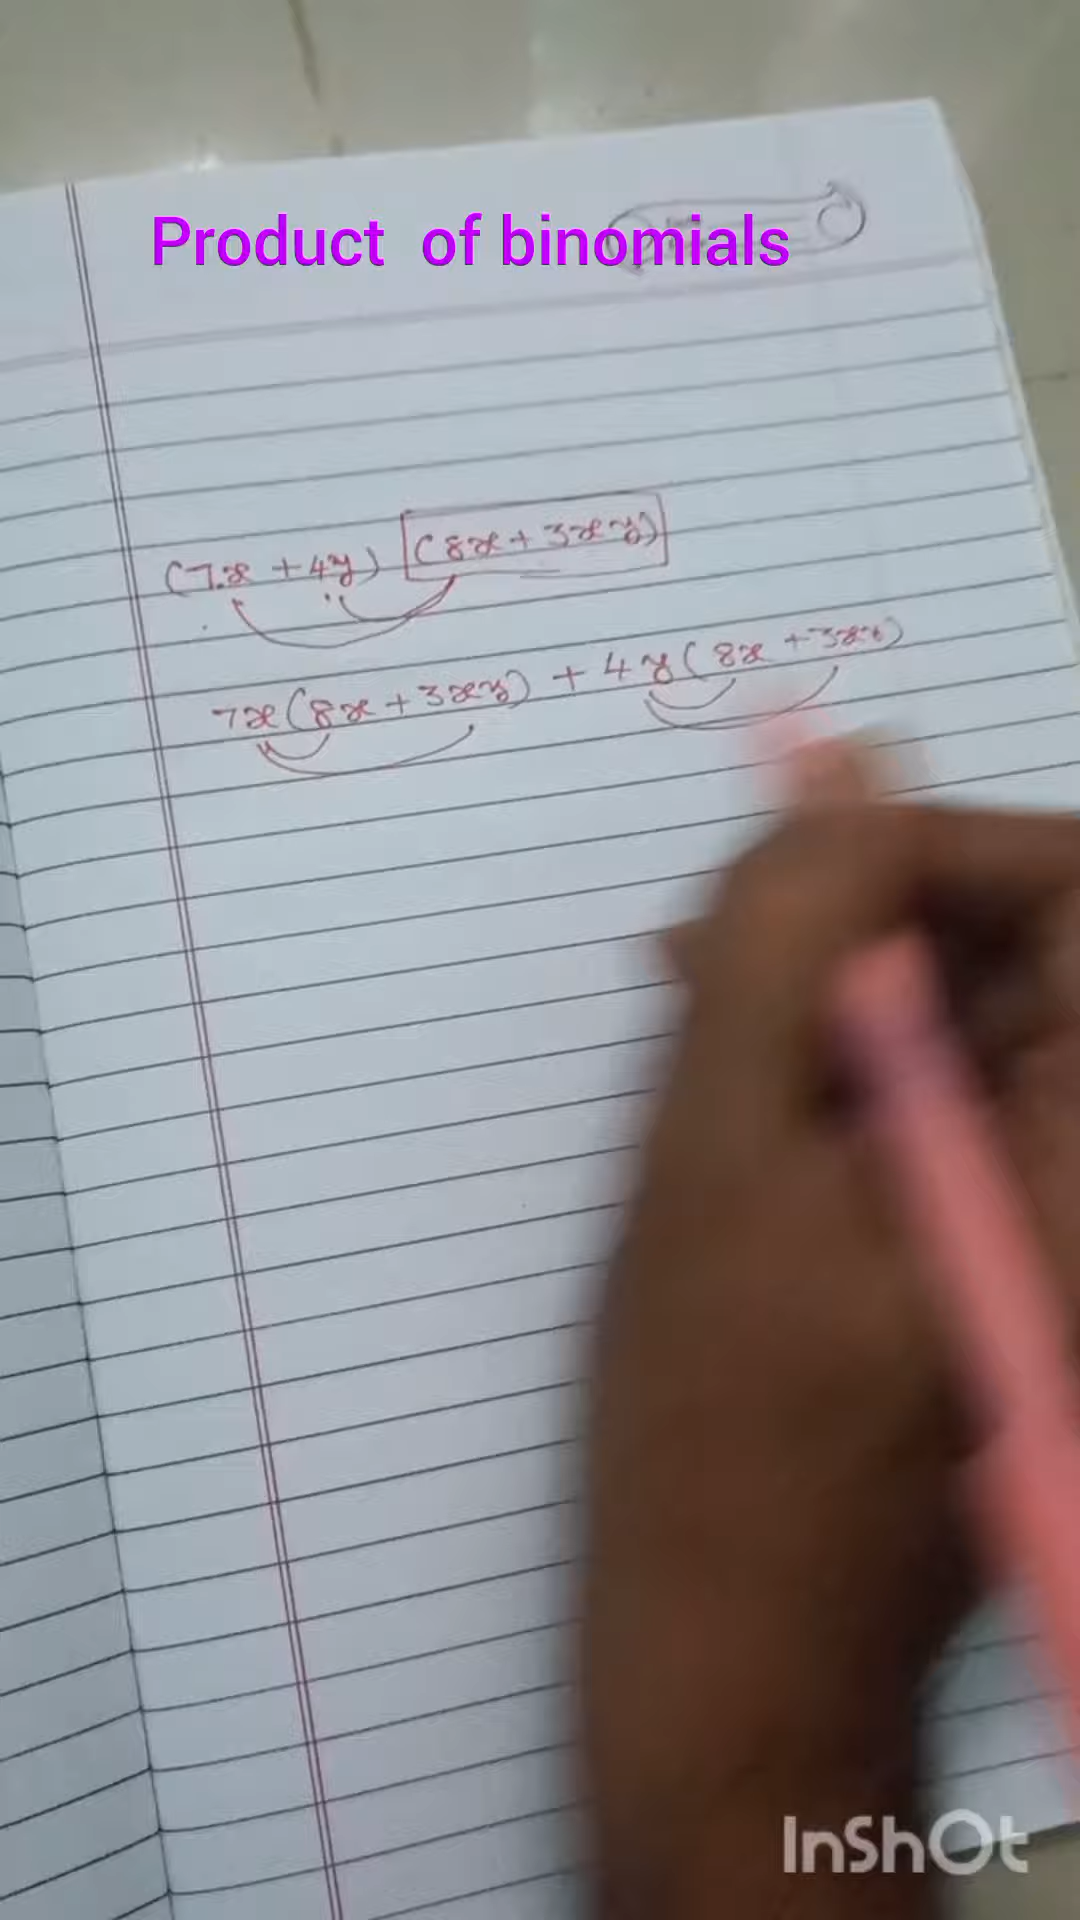 Product of binomials
(7x + 4y) (8x + 3xy)
7x(8x + 3xy) + 4y(8x + 3xy)
InShOt